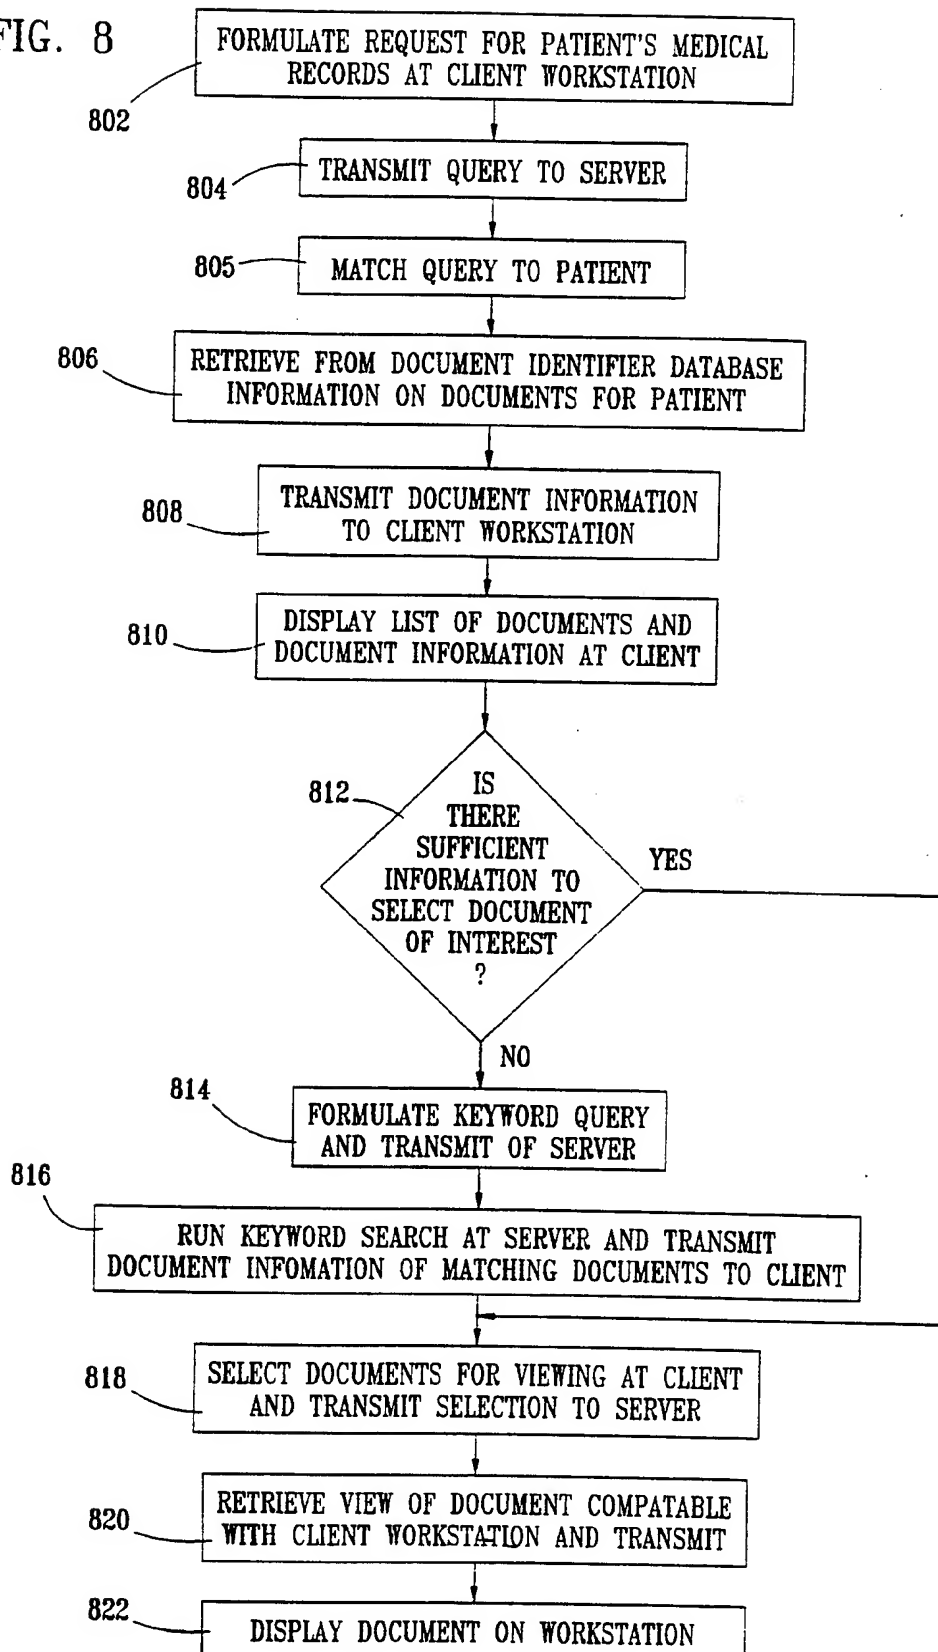 FIG. 8
FORMULATE REQUEST FOR PATIENT'S MEDICAL
RECORDS AT CLIENT WORKSTATION
802
TRANSMIT QUERY TO SERVER
804
MATCH QUERY TO PATIENT
805
RETRIEVE FROM DOCUMENT IDENTIFIER DATABASE
INFORMATION ON DOCUMENTS FOR PATIENT
806
TRANSMIT DOCUMENT INFORMATION
TO CLIENT WORKSTATION
808
DISPLAY LIST OF DOCUMENTS AND
DOCUMENT INFORMATION AT CLIENT
810
812
IS
THERE
SUFFICIENT
INFORMATION TO
SELECT DOCUMENT
OF INTEREST
?
YES
NO
814
FORMULATE KEYWORD QUERY
AND TRANSMIT OF SERVER
816
RUN KEYWORD SEARCH AT SERVER AND TRANSMIT
DOCUMENT INFOMATION OF MATCHING DOCUMENTS TO CLIENT
818
SELECT DOCUMENTS FOR VIEWING AT CLIENT
AND TRANSMIT SELECTION TO SERVER
820
RETRIEVE VIEW OF DOCUMENT COMPATABLE
WITH CLIENT WORKSTATION AND TRANSMIT
822
DISPLAY DOCUMENT ON WORKSTATION